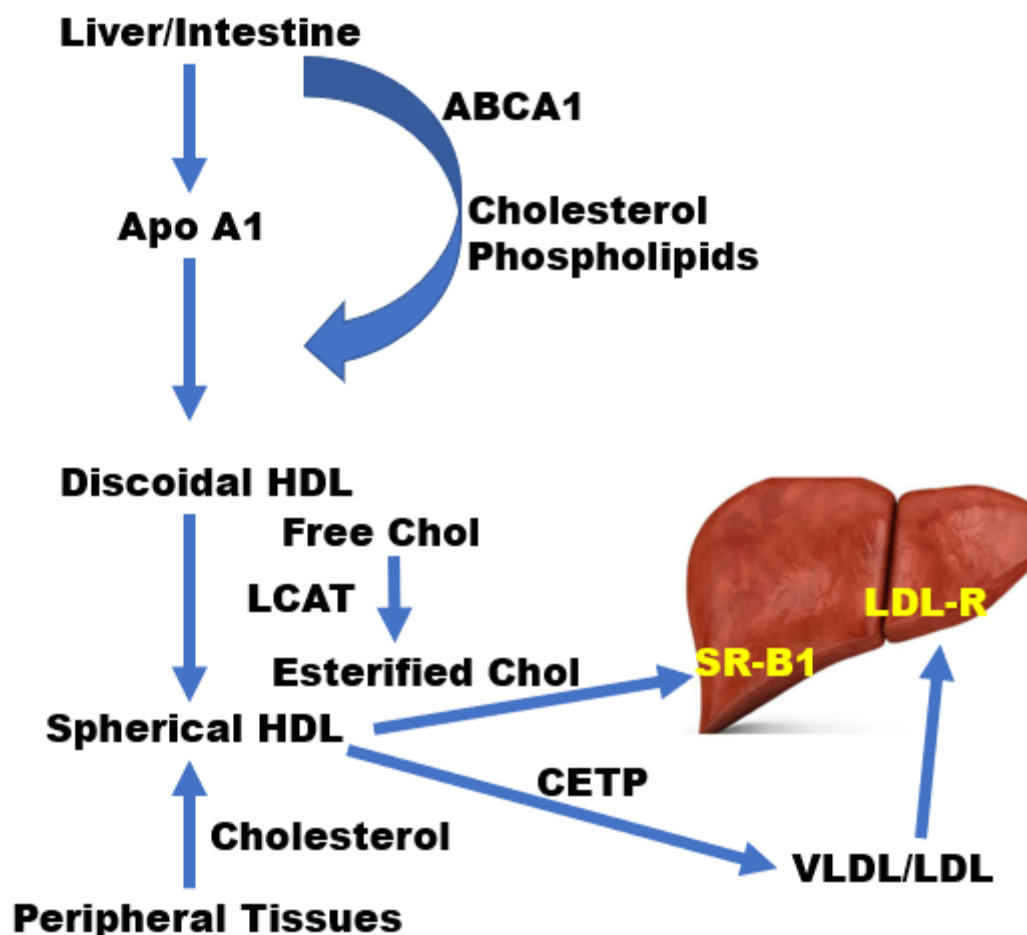 Liver/Intestine
ABCA1
Cholesterol
Phospholipids
Apo A1
Discoidal HDL
Free Chol
LCAT
Esterified Chol
LDL-R
SR-B1
Spherical HDL
CETP
Cholesterol
VLDL/LDL
Peripheral Tissues